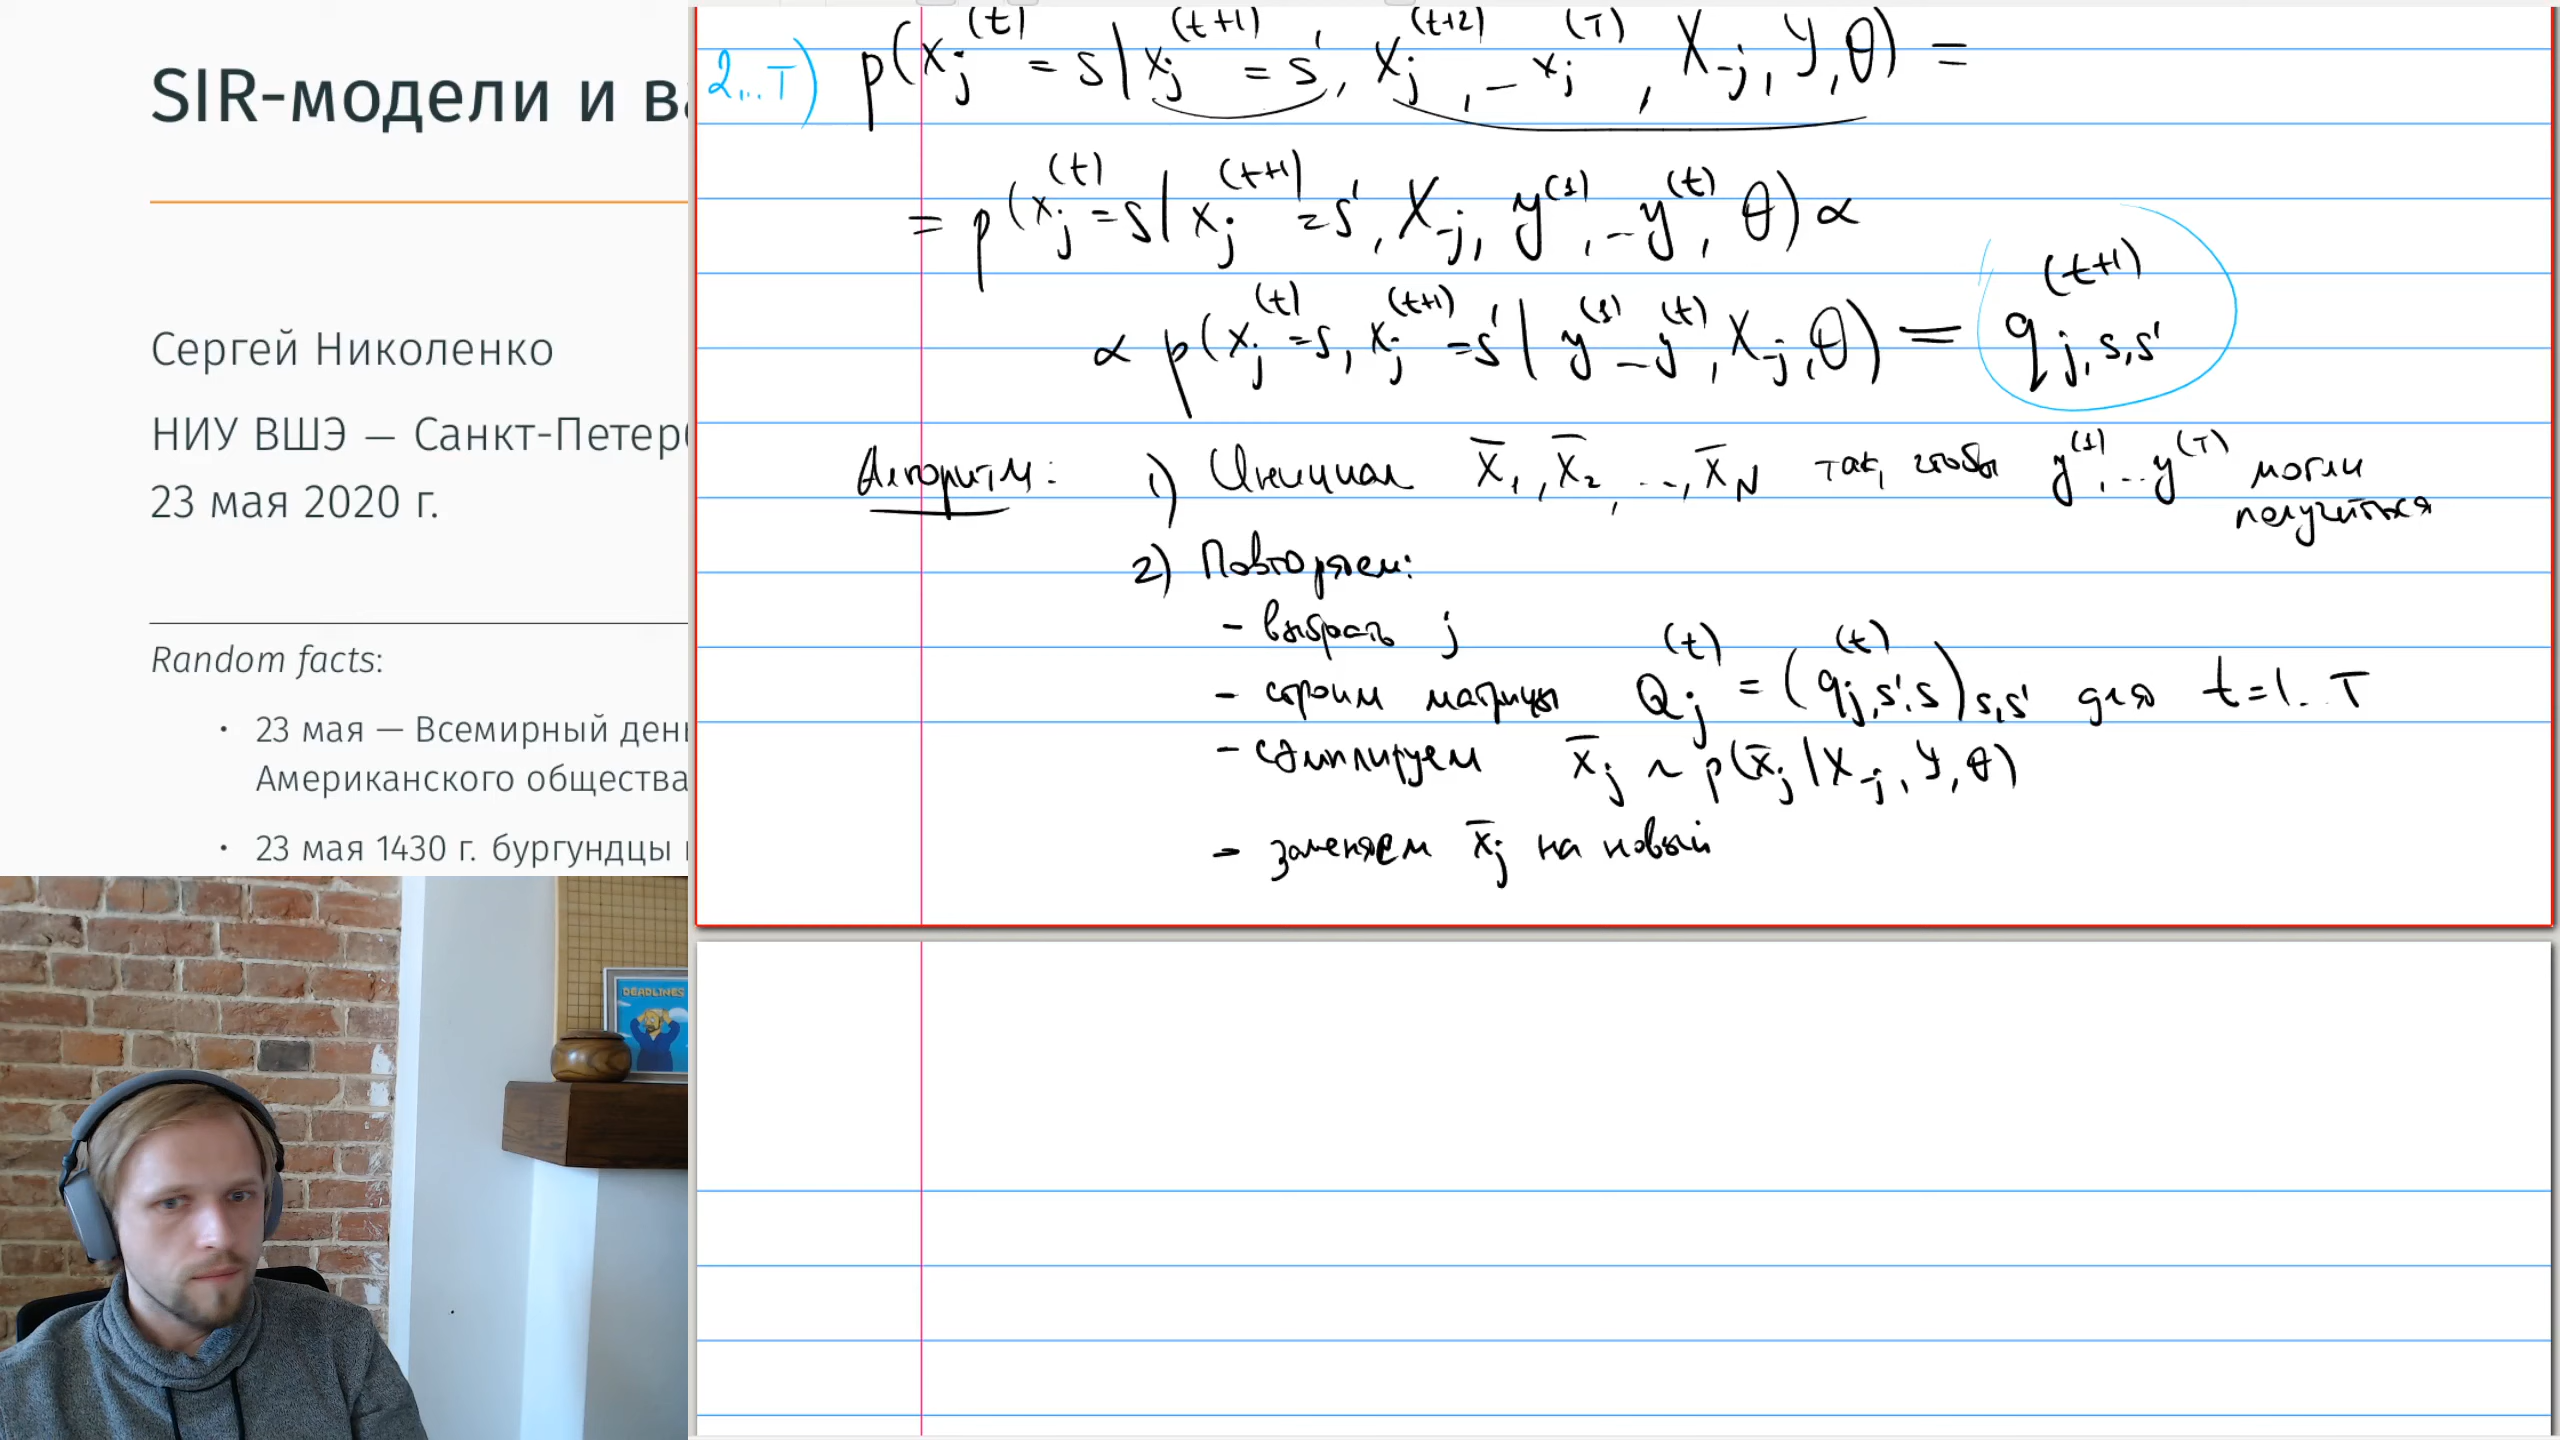 SIR-модели и ва
Сергей Николенко
НИУ ВШЭ — Санкт-Петерб
23 мая 2020 г.
Random facts:
• 23 мая — Всемирный день
Американского общества
• 23 мая 1430 г. бургундцы
2...T) p(x_j^(t) = s | x_j^(t+1) = s', x_j^(t+2), ... x_j^(T), X_-j, Y, θ) =
= p(x_j^(t) = s | x_j^(t+1) = s', X_-j, y^(1), ... y^(t), θ) ∝
∝ p(x_j^(t) = s, x_j^(t+1) = s' | y^(1) ... y^(t), X_-j, θ) = q_j,s,s'^(t+1)
Алгоритм: 1) Инициал x̄_1, x̄_2, ..., x̄_N так, чтобы y^(1), ... y^(T) могли
получиться
2) Повторяем:
- выбрать j
- строим матрицы Q_j^(t) = (q_j,s',s^(t))_s,s' для t=1...T
- сэмплируем x̄_j ~ p(x̄_j | X_-j, Y, θ)
- заменяем x̄_j на новый
DEADLINES